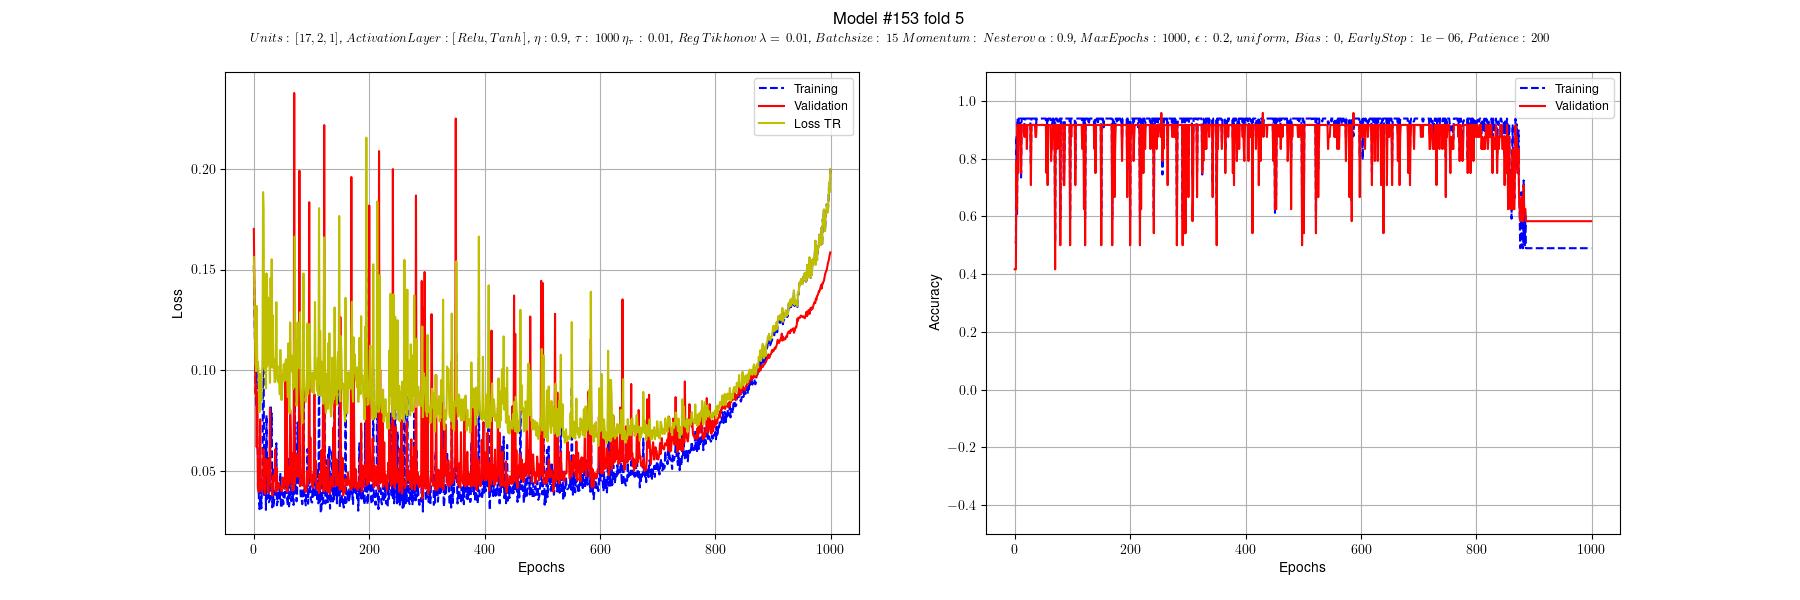 Model #153 fold 5
Units : [17, 2, 1], ActivationLayer : [Relu, Tanh], η : 0.9, τ : 1000 ητ : 0.01, Reg Tikhonov λ = 0.01, Batchsize : 15 Momentum : Nesterov α : 0.9, MaxEpochs : 1000, ϵ : 0.2, uniform, Bias : 0, EarlyStop : 1e − 06, Patience : 200
Training
Validation
Loss TR
0.20
0.15
0.10
0.05
Loss
0 200 400 600 800 1000
Epochs
Training
Validation
1.0
0.8
0.6
0.4
0.2
0.0
−0.2
−0.4
Accuracy
0 200 400 600 800 1000
Epochs